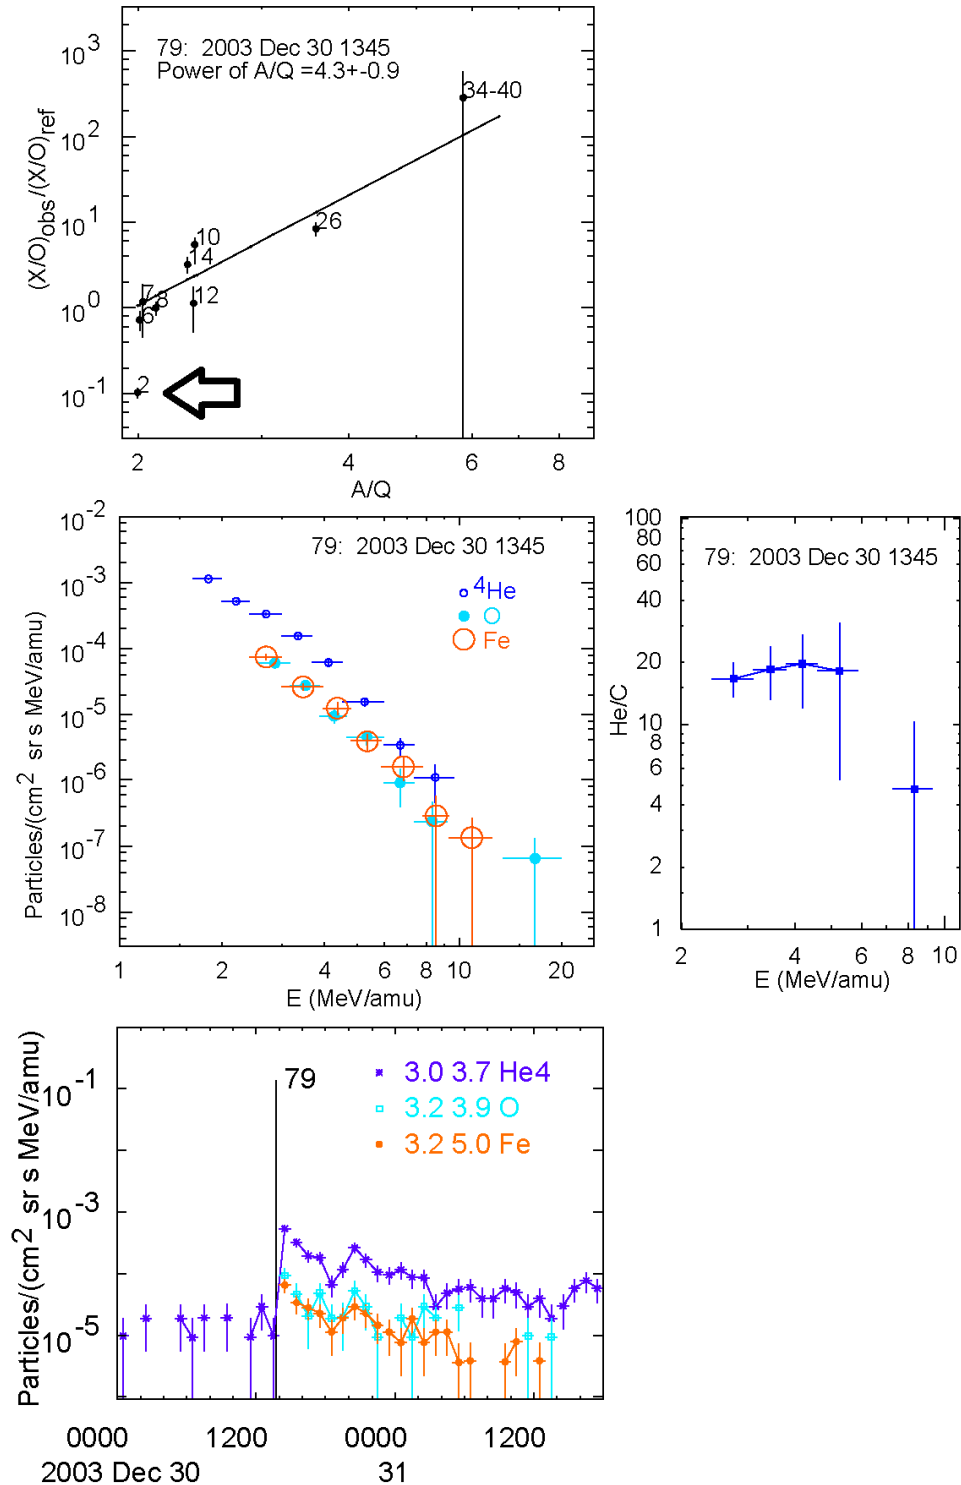 79: 2003 Dec 30 1345
Power of A/Q =4.3+-0.9
(X/O)obs/(X/O)ref
10^3
10^2
10^1
10^0
10^-1
34-40
26
10
14
12
7
8
6
2
2 4 6 8
A/Q
79: 2003 Dec 30 1345
4He
O
Fe
Particles/(cm2 sr s MeV/amu)
10^-2
10^-3
10^-4
10^-5
10^-6
10^-7
10^-8
1 2 4 6 8 10 20
E (MeV/amu)
79: 2003 Dec 30 1345
He/C
100
80
60
40
20
10
8
6
4
2
1
2 4 6 8 10
E (MeV/amu)
79
3.0 3.7 He4
3.2 3.9 O
3.2 5.0 Fe
Particles/(cm2 sr s MeV/amu)
10^-1
10^-3
10^-5
0000 1200 0000 1200
2003 Dec 30 31